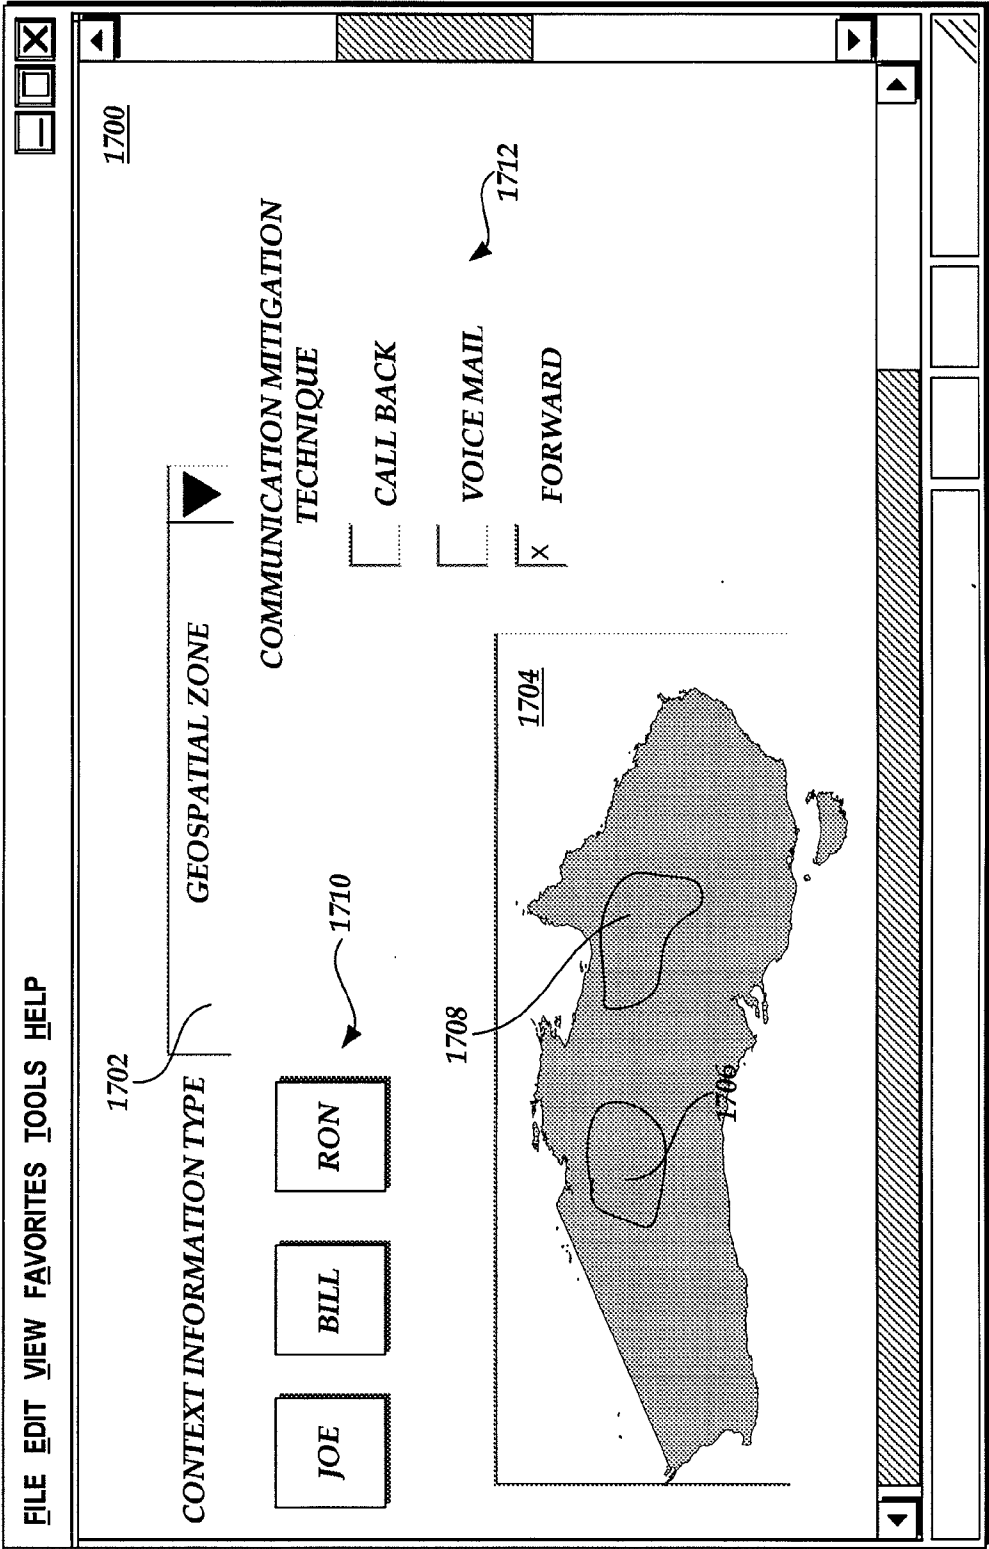 FILE EDIT VIEW FAVORITES TOOLS HELP
1700
1702
CONTEXT INFORMATION TYPE
GEOSPATIAL ZONE
JOE
BILL
RON
1710
COMMUNICATION MITIGATION
TECHNIQUE
CALL BACK
VOICE MAIL
X FORWARD
1712
1708
1704
1706